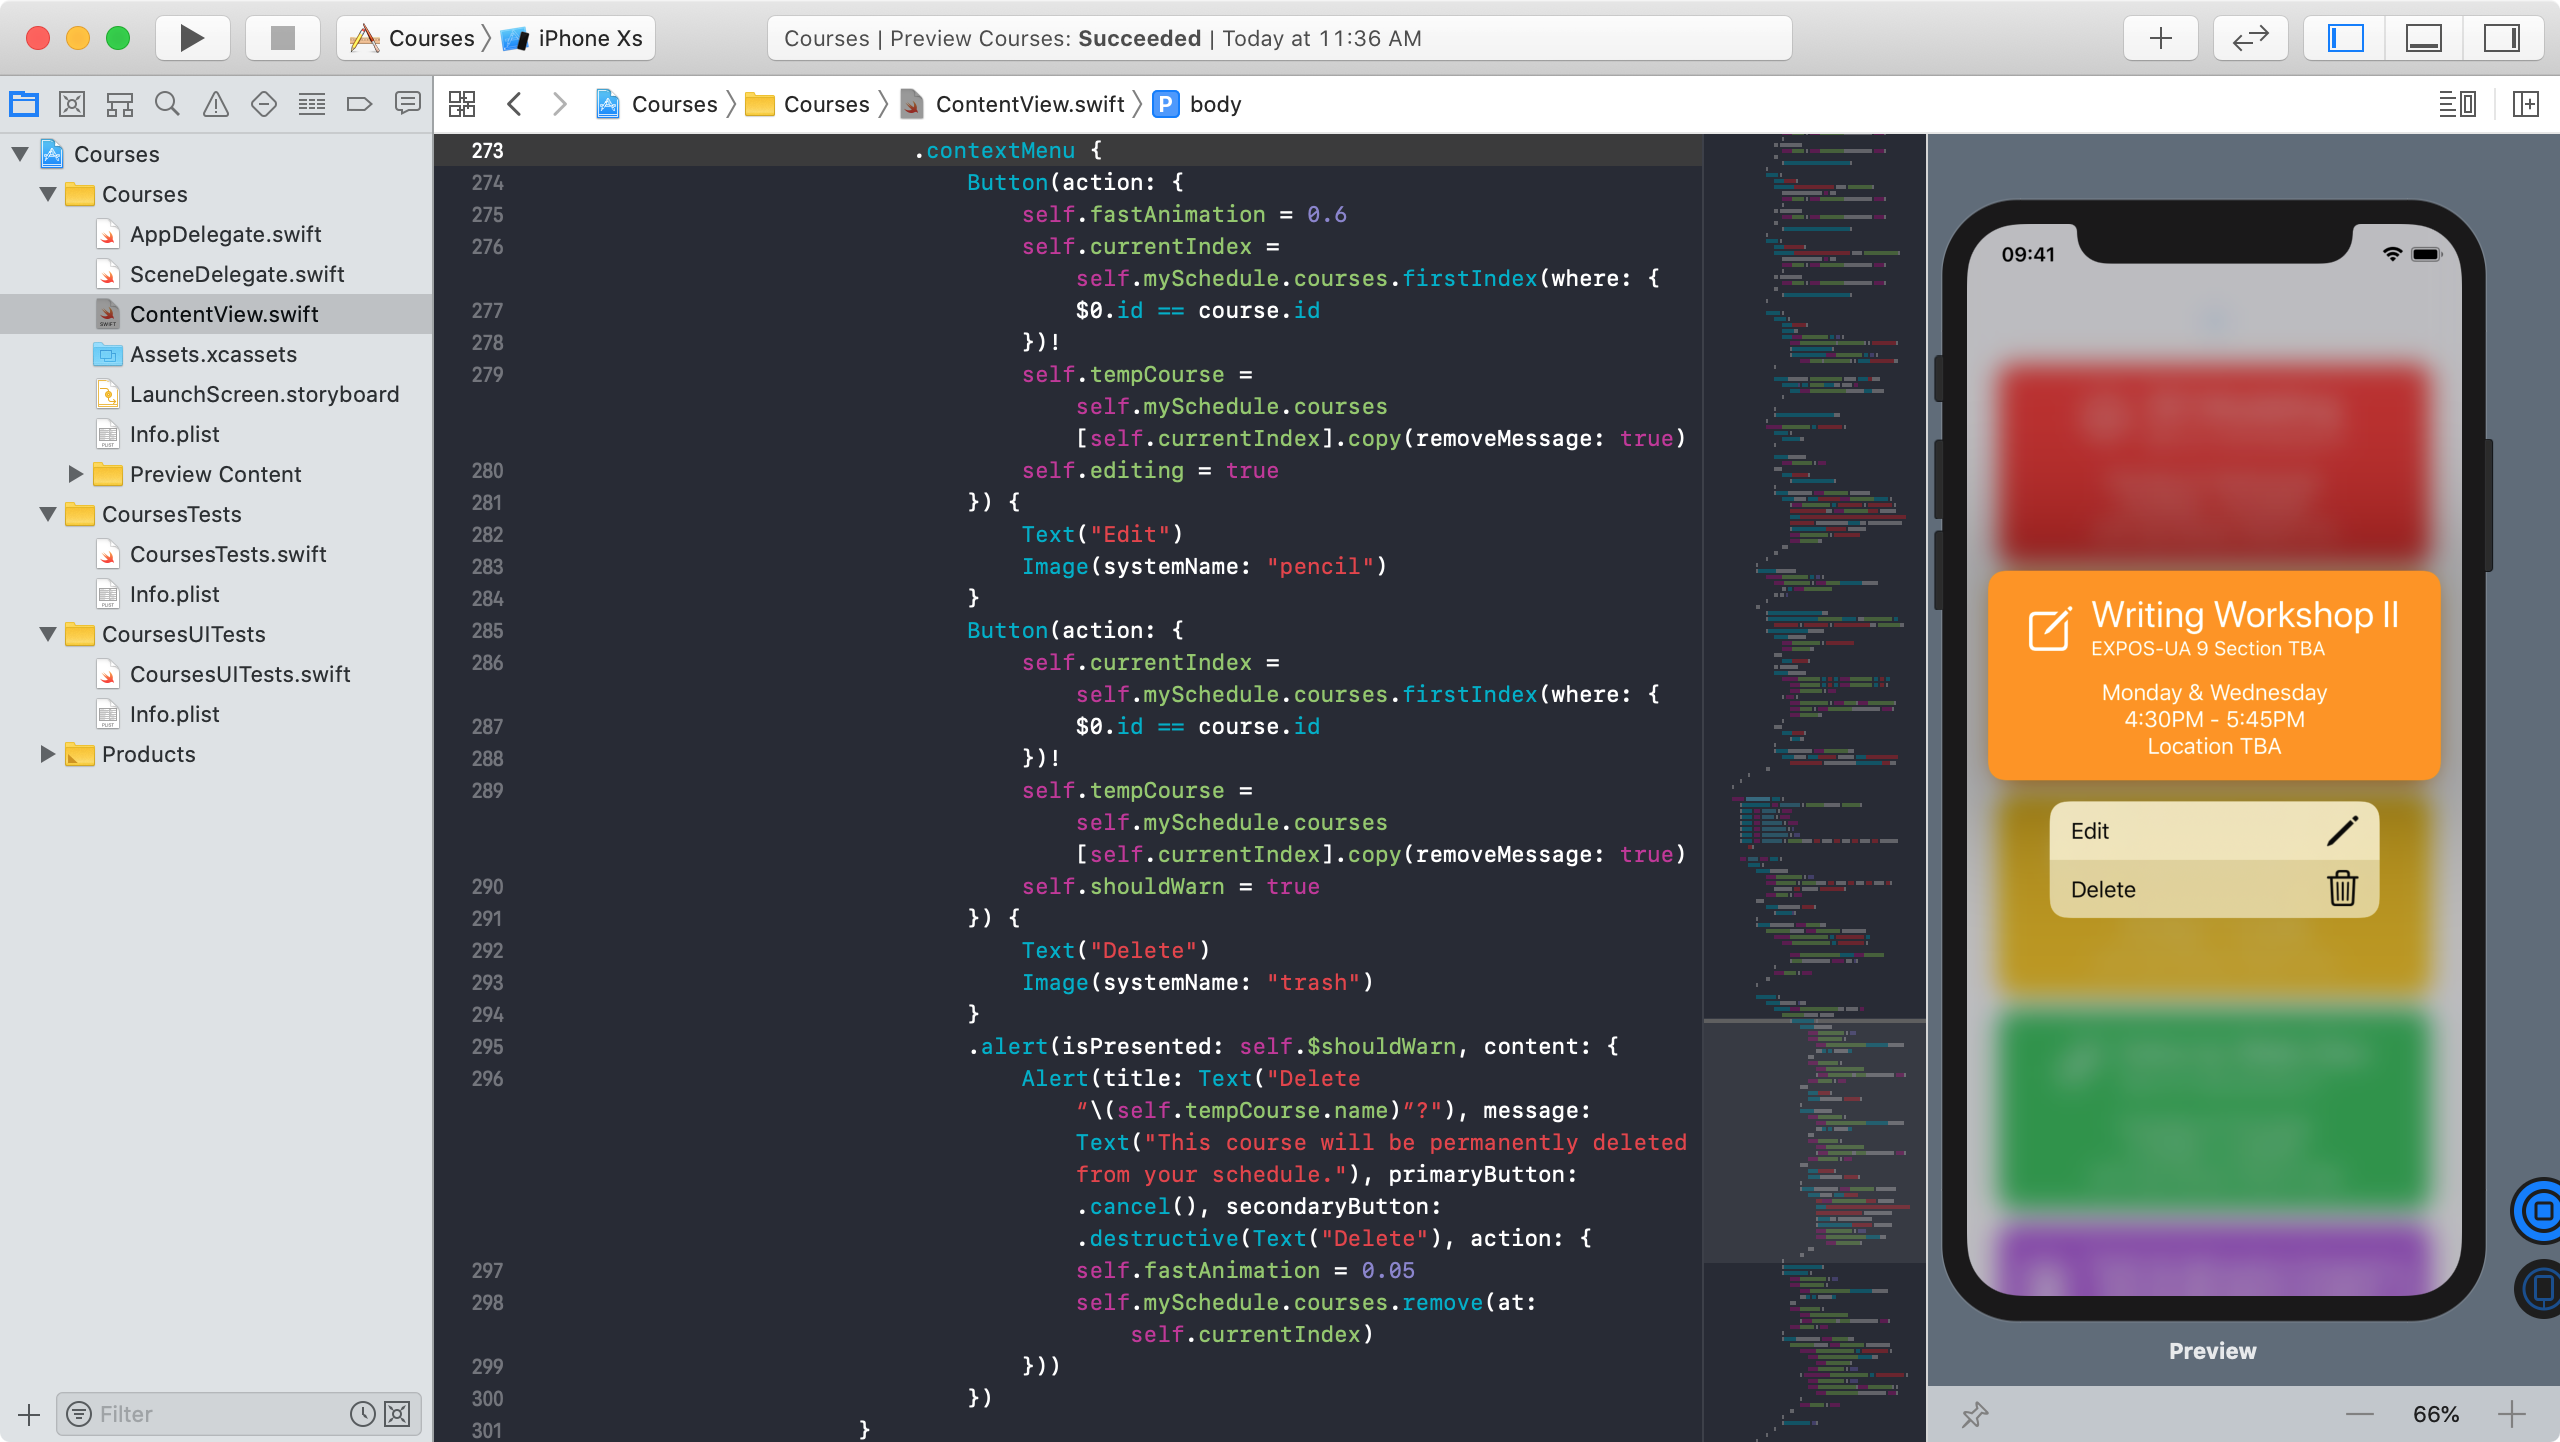 Courses
iPhone Xs
Courses | Preview Courses: Succeeded | Today at 11:36 AM
Courses
Courses
ContentView.swift
P
body
Courses
Courses
AppDelegate.swift
SceneDelegate.swift
ContentView.swift
Assets.xcassets
LaunchScreen.storyboard
Info.plist
Preview Content
CoursesTests
CoursesTests.swift
Info.plist
CoursesUITests
CoursesUITests.swift
Info.plist
Products
Filter
273 .contextMenu {
274 Button(action: {
275 self.fastAnimation = 0.6
276 self.currentIndex =
self.mySchedule.courses.firstIndex(where: {
277 $0.id == course.id
278 })!
279 self.tempCourse =
self.mySchedule.courses
[self.currentIndex].copy(removeMessage: true)
280 self.editing = true
281 }) {
282 Text("Edit")
283 Image(systemName: "pencil")
284 }
285 Button(action: {
286 self.currentIndex =
self.mySchedule.courses.firstIndex(where: {
287 $0.id == course.id
288 })!
289 self.tempCourse =
self.mySchedule.courses
[self.currentIndex].copy(removeMessage: true)
290 self.shouldWarn = true
291 }) {
292 Text("Delete")
293 Image(systemName: "trash")
294 }
295 .alert(isPresented: self.$shouldWarn, content: {
296 Alert(title: Text("Delete
“\(self.tempCourse.name)”?"), message:
Text("This course will be permanently deleted
from your schedule."), primaryButton:
.cancel(), secondaryButton:
.destructive(Text("Delete"), action: {
297 self.fastAnimation = 0.05
298 self.mySchedule.courses.remove(at:
self.currentIndex)
299 }))
300 })
301 }
09:41
Writing Workshop II
EXPOS-UA 9 Section TBA
Monday & Wednesday
4:30PM - 5:45PM
Location TBA
Edit
Delete
Preview
66%